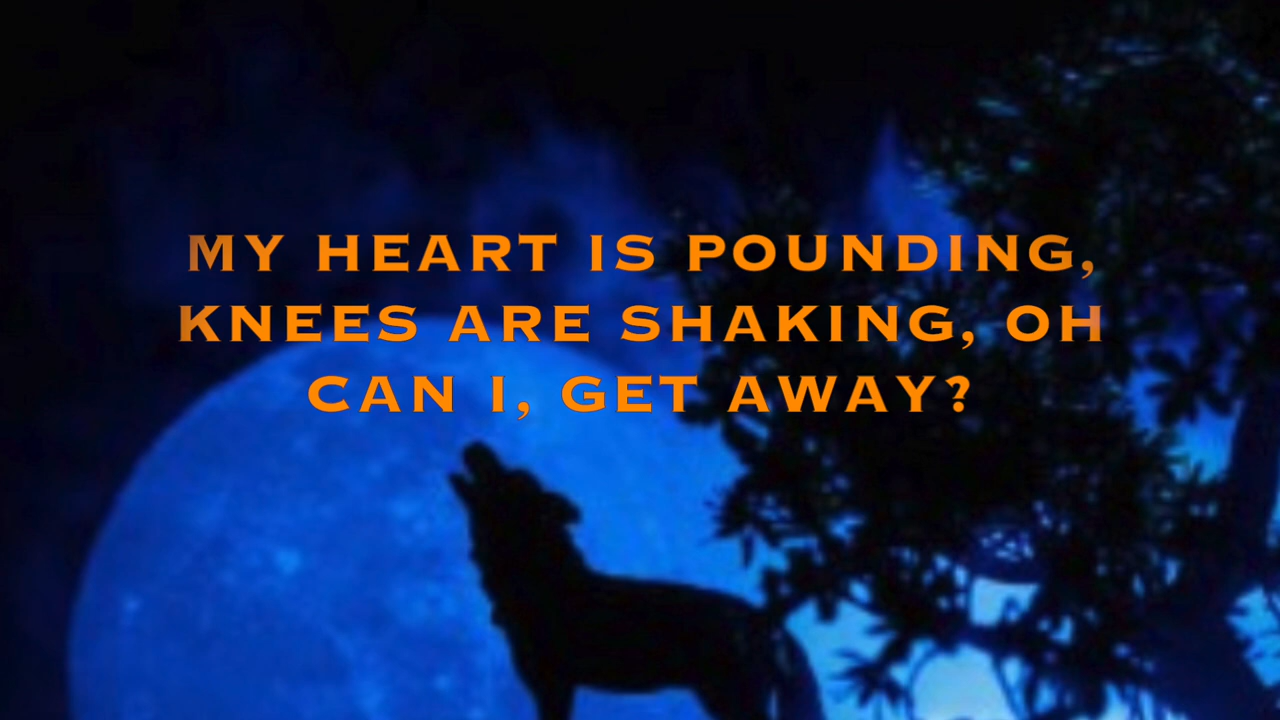 MY HEART IS POUNDING,
KNEES ARE SHAKING, OH
CAN I, GET AWAY?